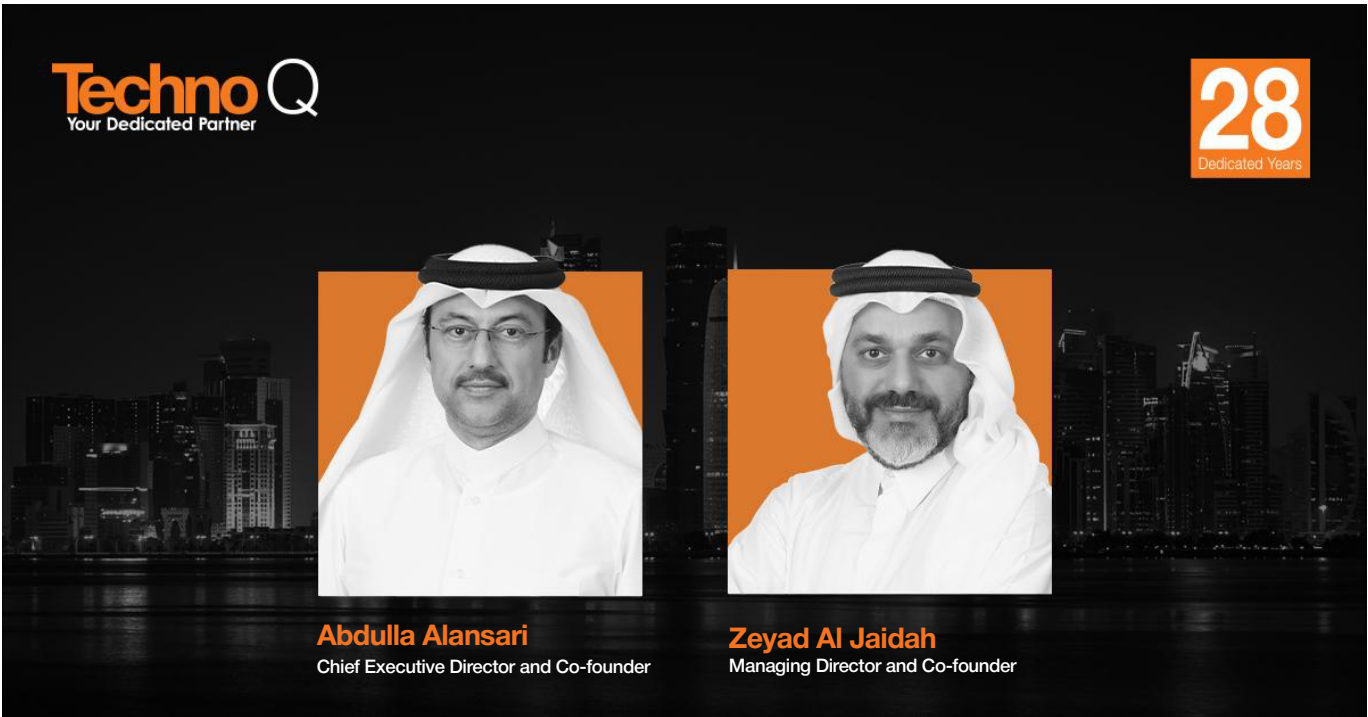 Techno Q
Your Dedicated Partner
28
Dedicated Years
Abdulla Alansari
Chief Executive Director and Co-founder
Zeyad Al Jaidah
Managing Director and Co-founder